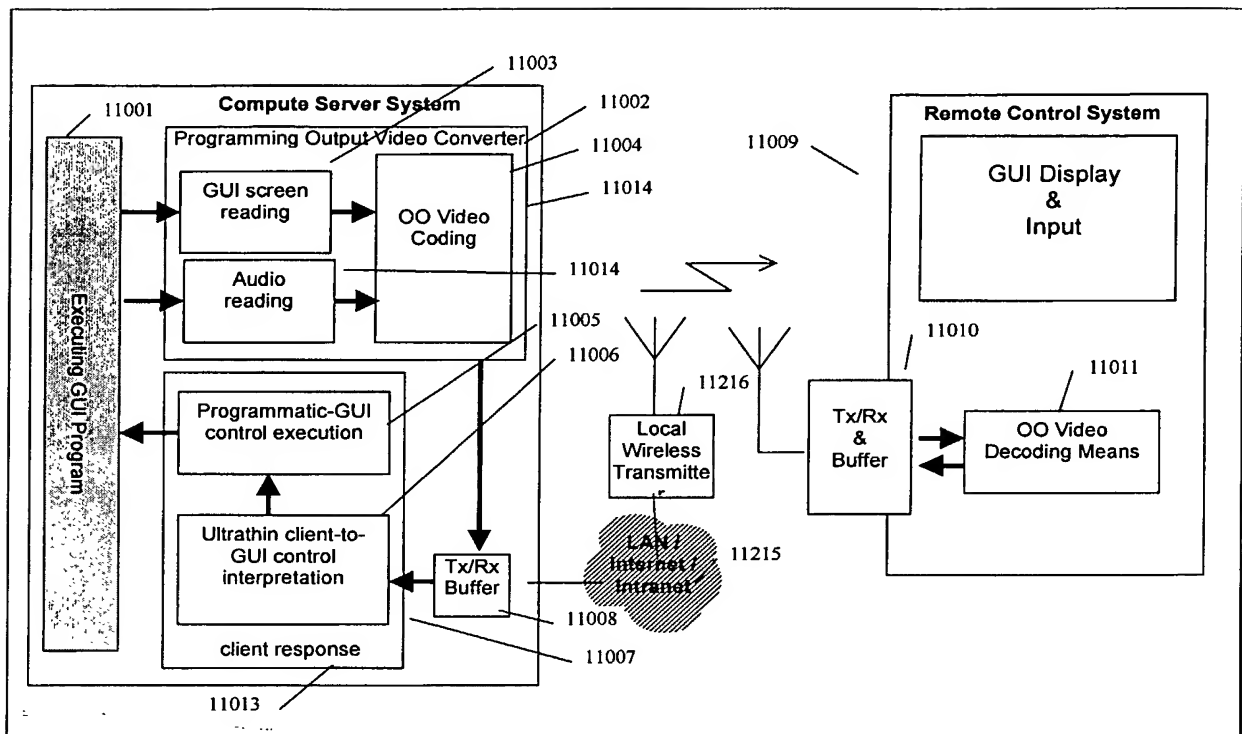 11003
11001
Compute Server System
11002
Remote Control System
Programming Output Video Converter
11004
11009
GUI screen
reading
11014
GUI Display
&
Input
OO Video
Coding
Audio
reading
11014
Executing GUI Program
11005
11006
11010
11216
11011
Programmatic-GUI
control execution
Local
Wireless
Transmitte
r
Tx/Rx
&
Buffer
OO Video
Decoding Means
Ultrathin client-to-
GUI control
interpretation
Tx/Rx
Buffer
LAN /
Internet /
Intranet
11215
11008
client response
11007
11013